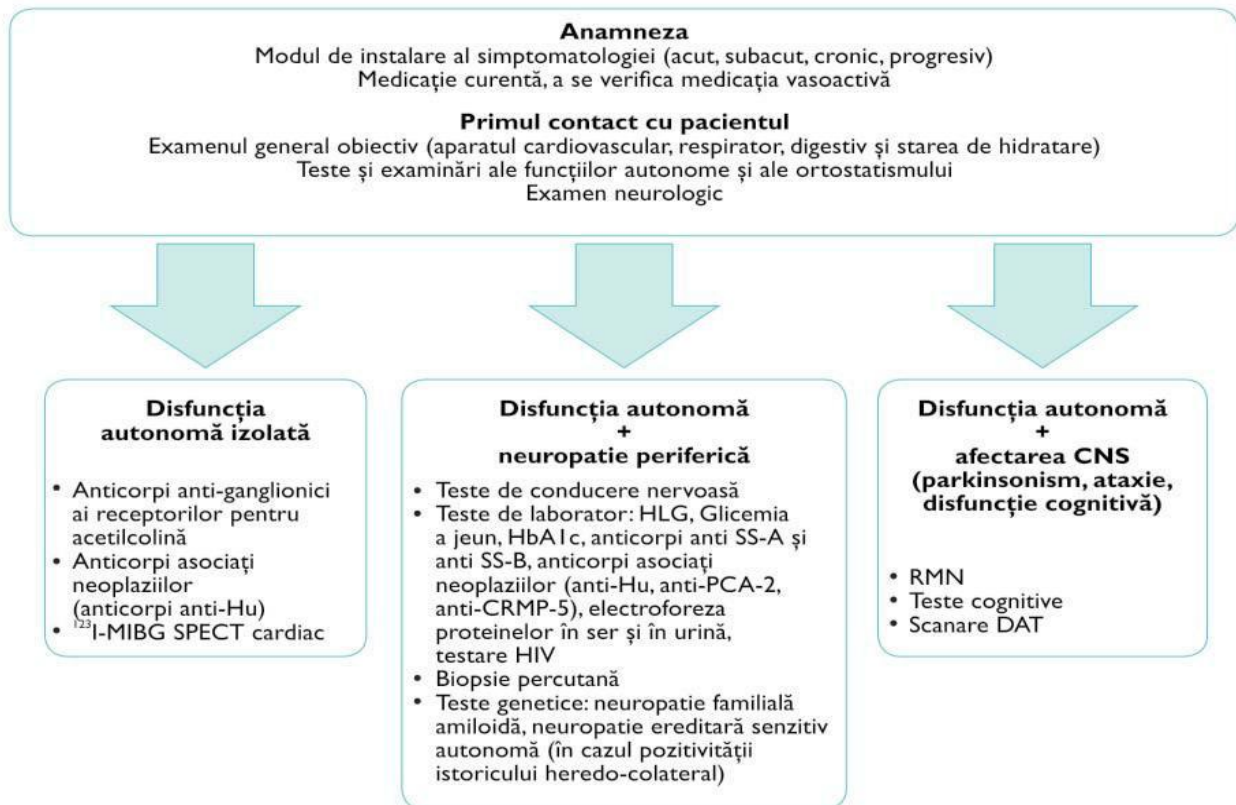 Anamneza
Modul de instalare al simptomatologiei (acut, subacut, cronic, progresiv)
Medicație curentă, a se verifica medicația vasoactivă
Primul contact cu pacientul
Examenul general obiectiv (aparatul cardiovascular, respirator, digestiv și starea de hidratare)
Teste și examinări ale funcțiilor autonome și ale ortostatismului
Examen neurologic
Disfuncția
autonomă izolată
• Anticorpi anti-ganglionici
ai receptorilor pentru
acetilcolină
• Anticorpi asociați
neoplaziilor
(anticorpi anti-Hu)
• ¹²³I-MIBG SPECT cardiac
Disfuncția autonomă
+
neuropatie periferică
• Teste de conducere nervoasă
• Teste de laborator: HLG, Glicemia
a jeun, HbA1c, anticorpi anti SS-A și
anti SS-B, anticorpi asociați
neoplaziilor (anti-Hu, anti-PCA-2,
anti-CRMP-5), electroforeza
proteinelor în ser și în urină,
testare HIV
• Biopsie percutană
• Teste genetice: neuropatie familială
amiloidă, neuropatie ereditară senzitiv
autonomă (în cazul pozitivității
istoricului heredo-colateral)
Disfuncția autonomă
+
afectarea CNS
(parkinsonism, ataxie,
disfuncție cognitivă)
• RMN
• Teste cognitive
• Scanare DAT